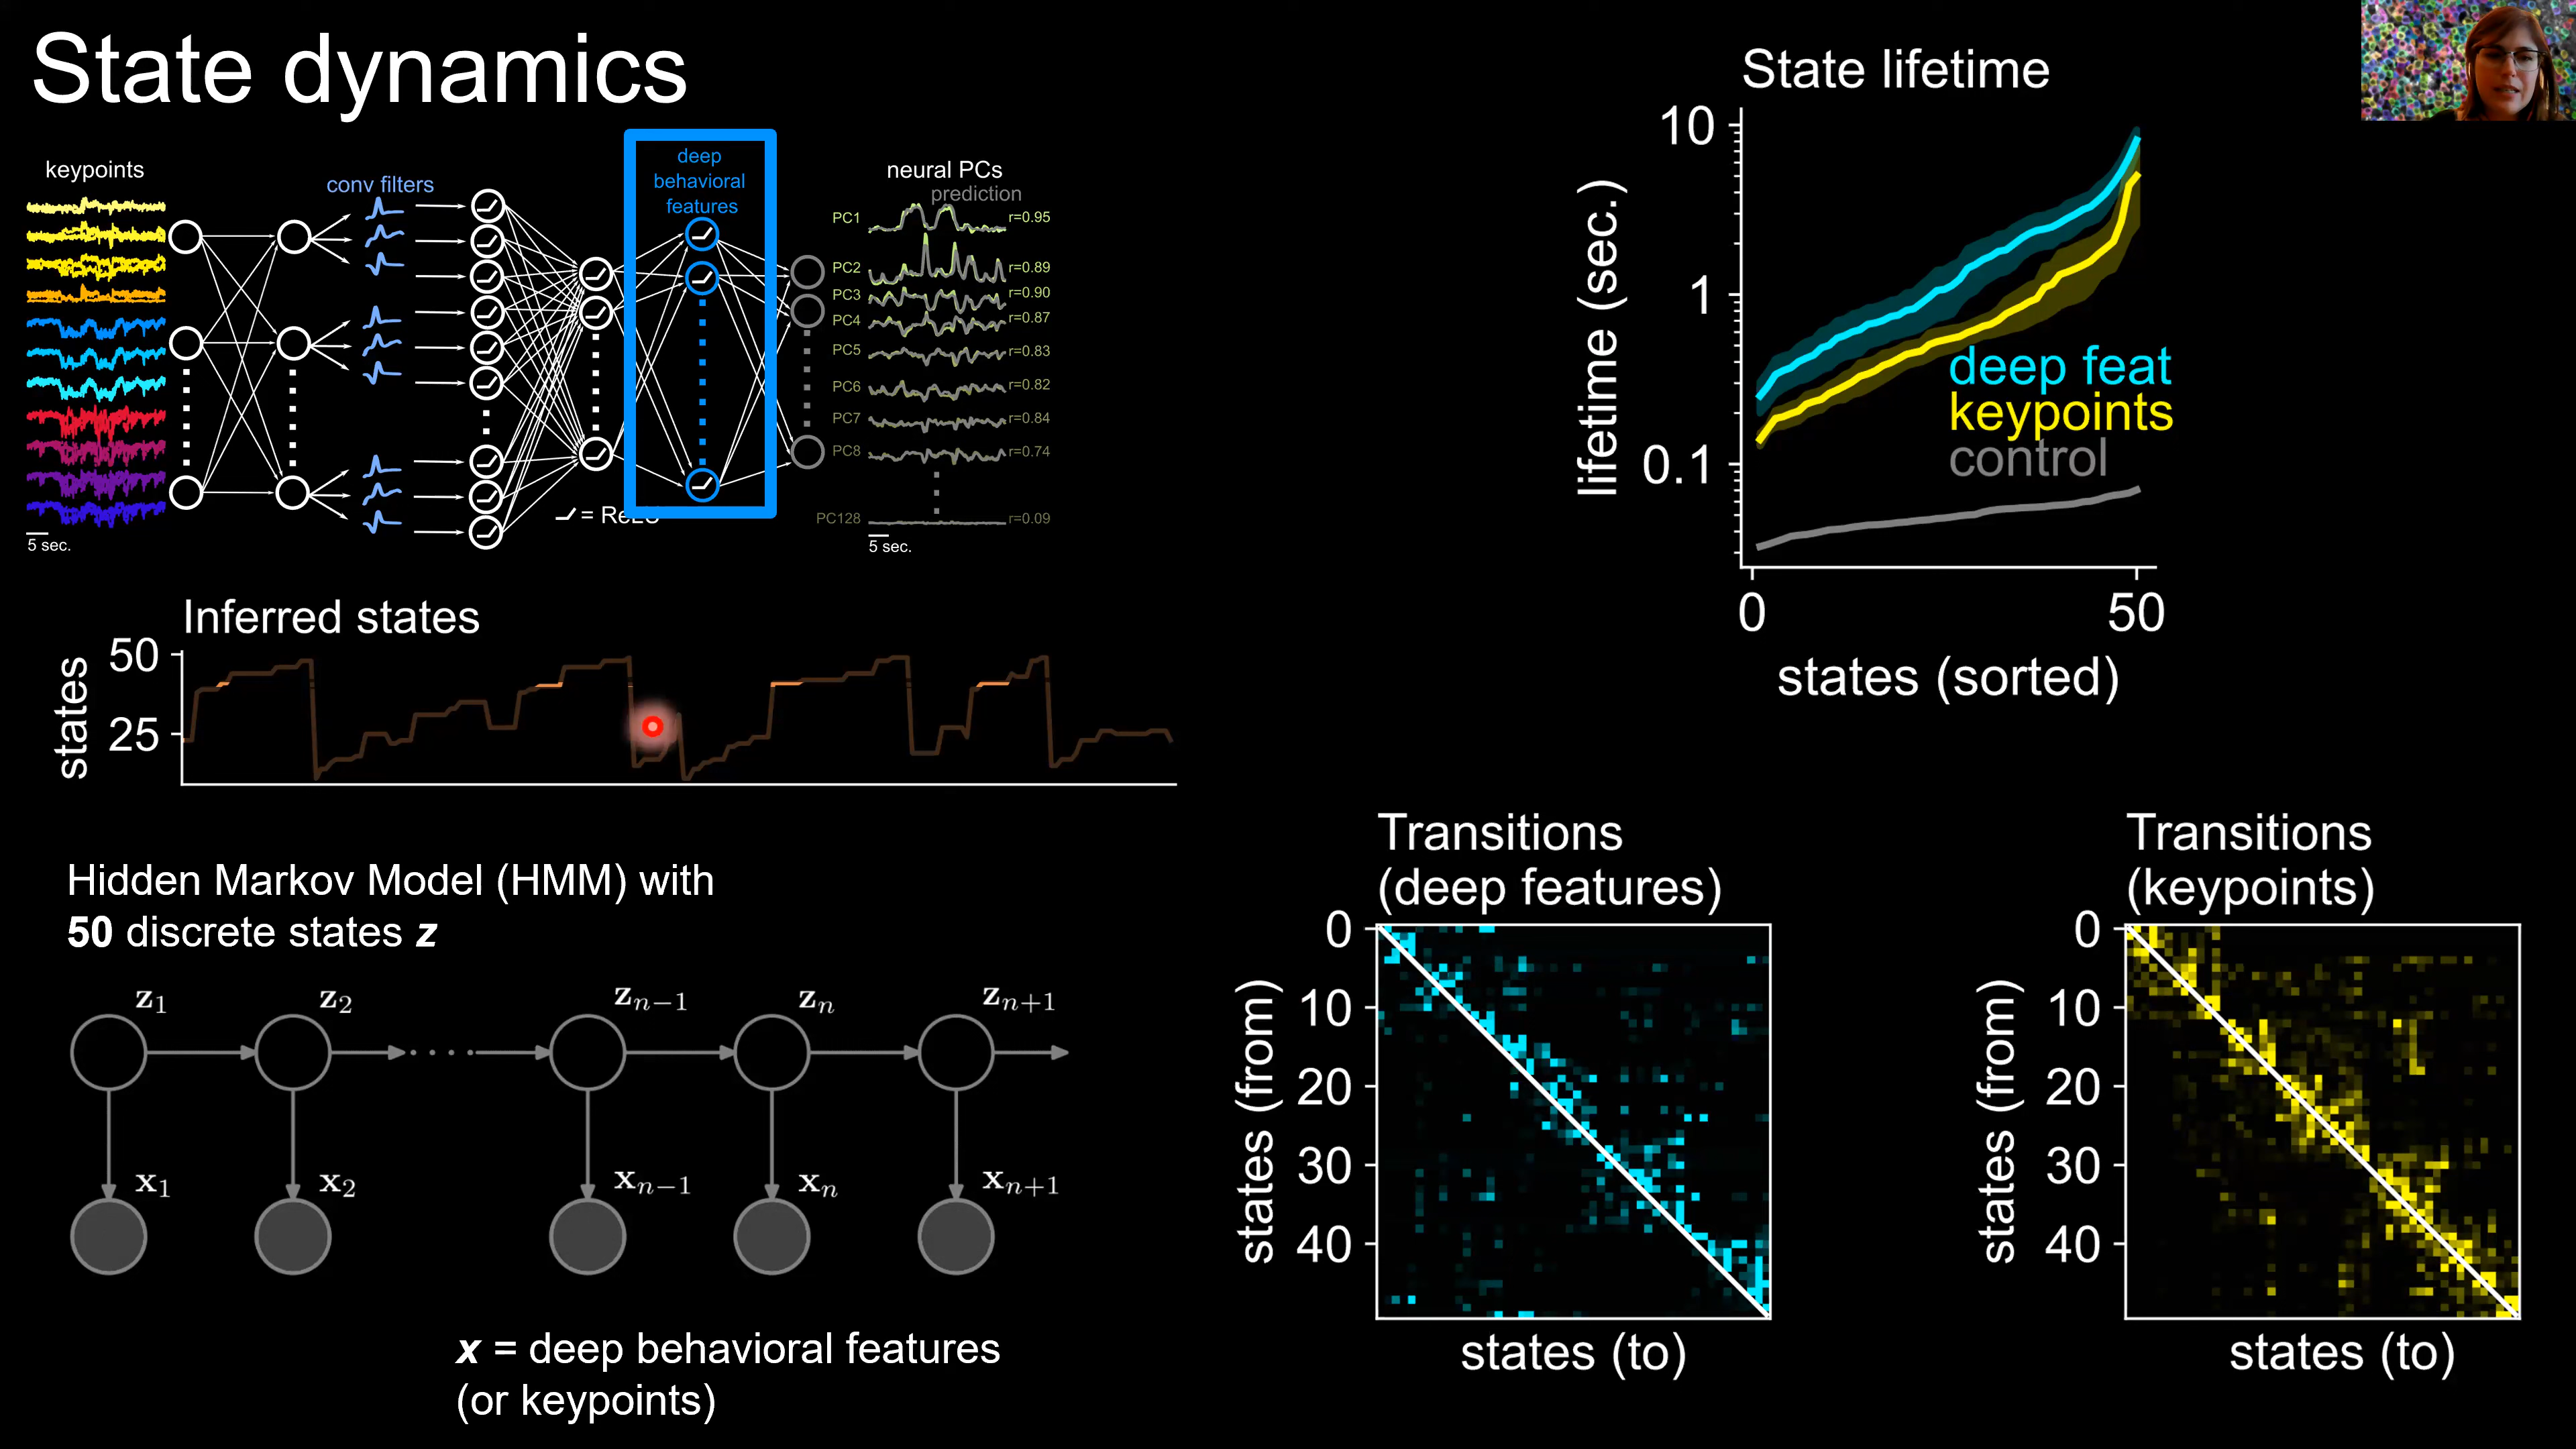 State dynamics
keypoints
conv filters
deep
behavioral
features
neural PCs
prediction
PC1
r=0.95
PC2
r=0.89
PC3
r=0.90
PC4
r=0.87
PC5
r=0.83
PC6
r=0.82
PC7
r=0.84
PC8
r=0.74
PC128
r=0.09
= ReLU
5 sec.
5 sec.
State lifetime
10
1
0.1
lifetime (sec.)
deep feat
keypoints
control
0
50
states (sorted)
Inferred states
50
25
states
Hidden Markov Model (HMM) with
50 discrete states z
z1
z2
zn−1
zn
zn+1
x1
x2
xn−1
xn
xn+1
x = deep behavioral features
(or keypoints)
Transitions
(deep features)
0
10
20
30
40
states (from)
states (to)
Transitions
(keypoints)
0
10
20
30
40
states (from)
states (to)